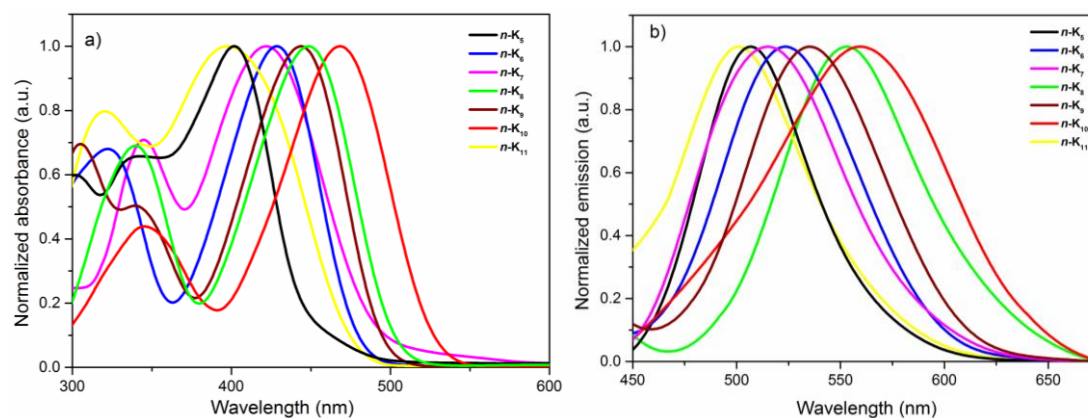 a)
n-K5
n-K6
n-K7
n-K8
n-K9
n-K10
n-K11
Normalized absorbance (a.u.)
1.0
0.8
0.6
0.4
0.2
0.0
300
400
500
600
Wavelength (nm)
b)
n-K5
n-K6
n-K7
n-K8
n-K9
n-K10
n-K11
Normalized emission (a.u.)
1.0
0.8
0.6
0.4
0.2
0.0
450
500
550
600
650
Wavelength (nm)